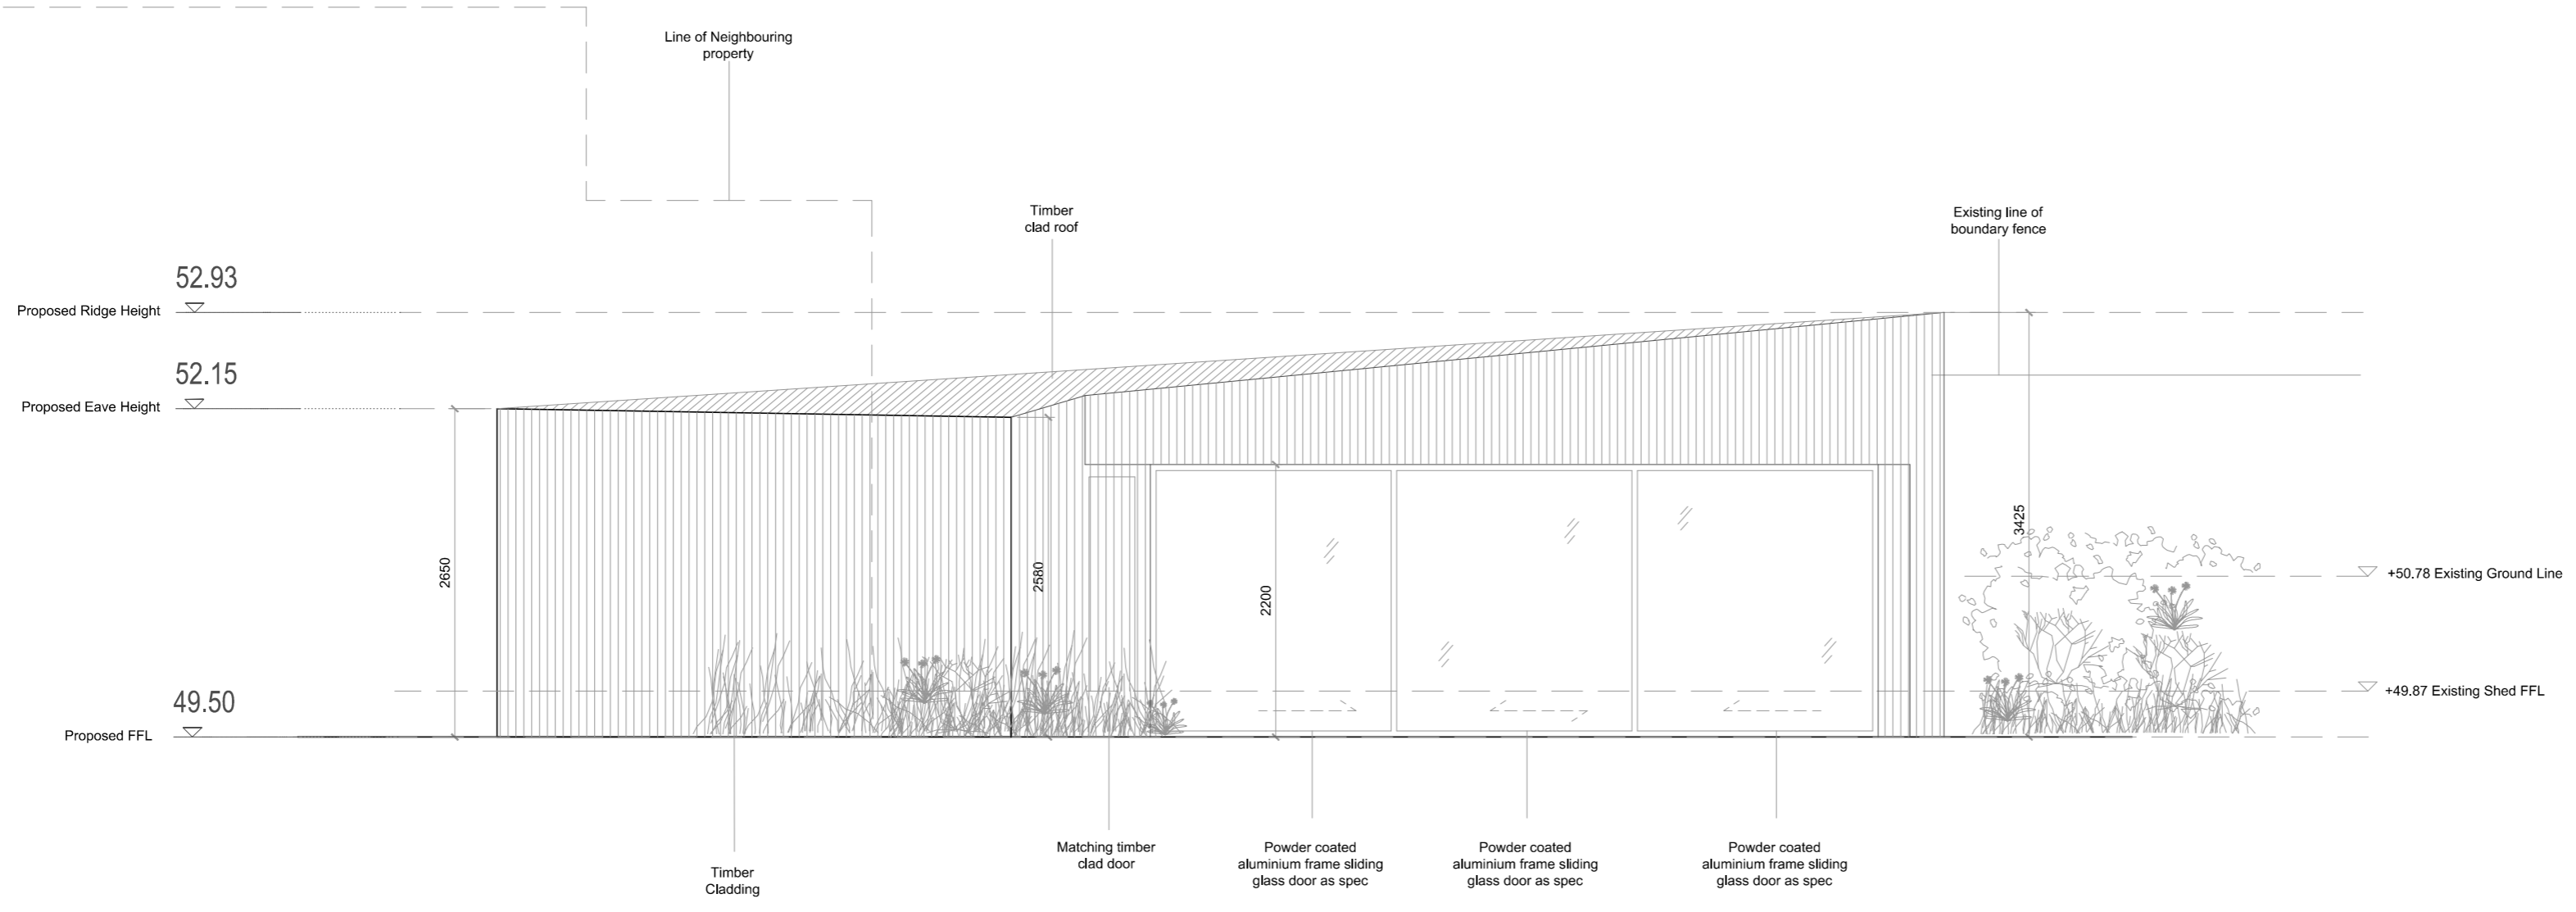 Line of Neighbouring
property
Timber
clad roof
Existing line of
boundary fence
52.93
Proposed Ridge Height
52.15
Proposed Eave Height
49.50
Proposed FFL
2650
2580
2200
3425
+50.78 Existing Ground Line
+49.87 Existing Shed FFL
Timber
Cladding
Matching timber
clad door
Powder coated
aluminium frame sliding
glass door as spec
Powder coated
aluminium frame sliding
glass door as spec
Powder coated
aluminium frame sliding
glass door as spec